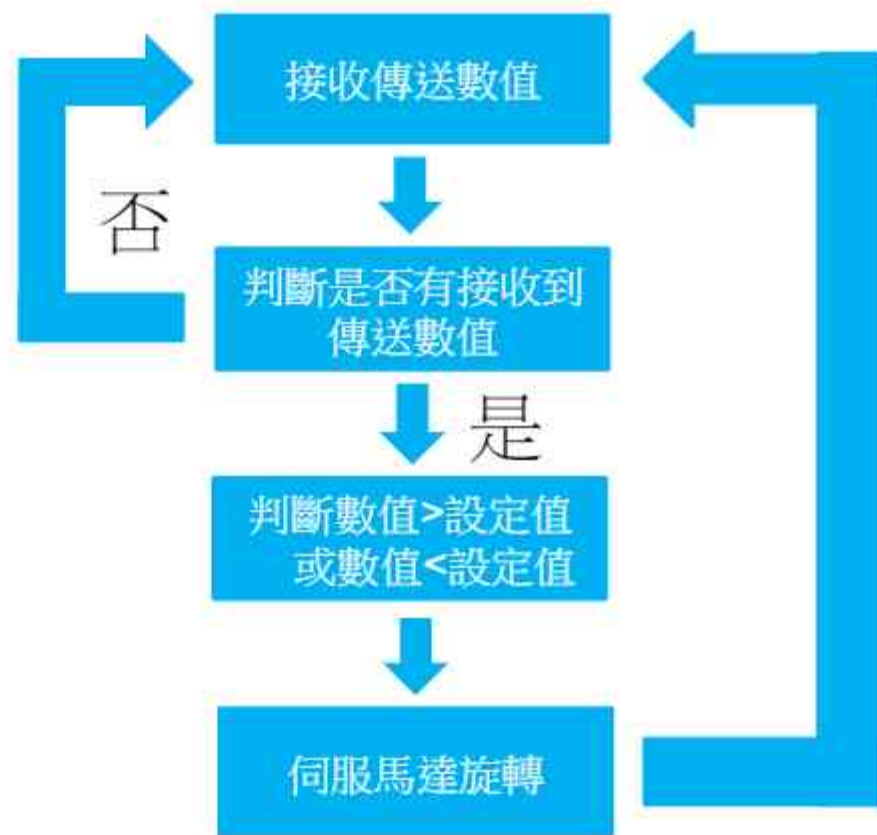 接收傳送數值
否
判斷是否有接收到
傳送數值
是
判斷數值>設定值
或數值<設定值
伺服馬達旋轉